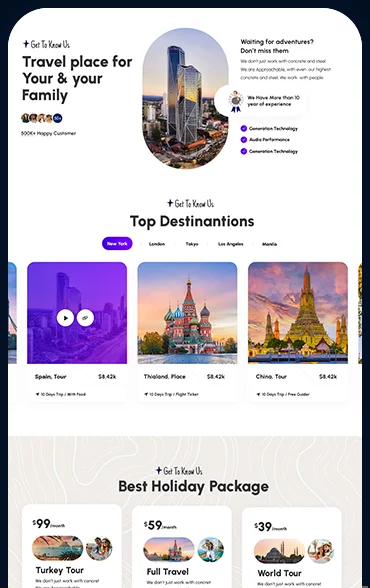 Get To Know Us
Travel place for
Your & your
Family
500K+ Happy Customer
Waiting for adventures?
Don't miss them
We don't just work with concrete and steel.
We are Approachable, with even our highest
concrete and steel. We work with people
We Have More than 10
year of experience
Generation Technology
Audio Performance
Generation Technology
Get To Know Us
Top Destinantions
New York
London
Tokyo
Los Angeles
Manila
Spain, Tour $8.42k
10 Days Trip / With Food
Thialand, Place $8.42k
10 Days Trip / Flight Ticket
China, Tour $8.42k
10 Days Trip / Free Guider
Get To Know Us
Best Holiday Package
$99/month
Turkey Tour
We don't just work with concret
We are Approachable
$59/month
Full Travel
We don't just work with concret
$39/month
World Tour
We don't just work with concret